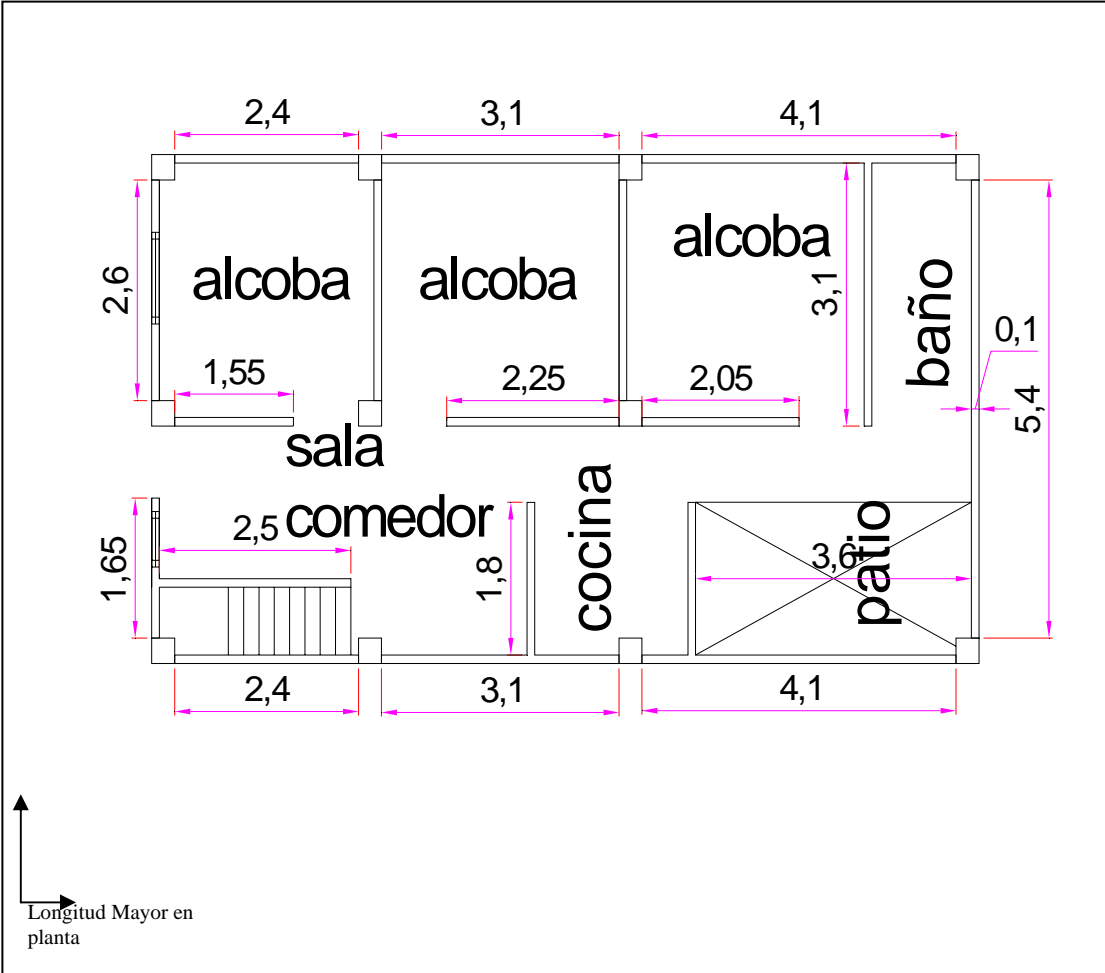 2,4
3,1
4,1
2,6
alcoba
alcoba
alcoba
3,1
baño
0,1
5,4
1,55
2,25
2,05
sala
comedor
cocina
patio
1,65
2,5
1,8
3,6
2,4
3,1
4,1
Longitud Mayor en
planta